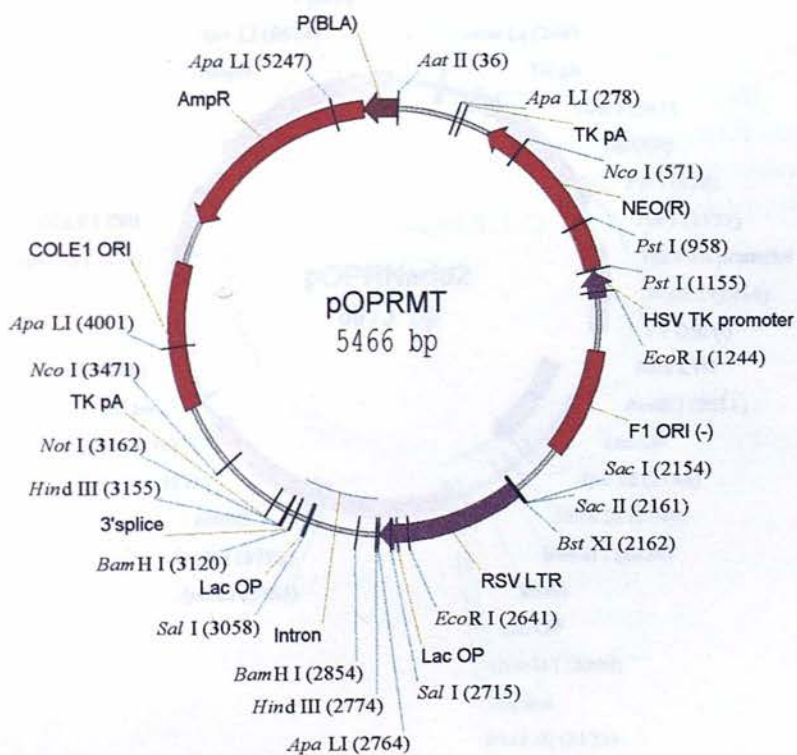 P(BLA)
Apa LI (5247)
Aat II (36)
AmpR
Apa LI (278)
TK pA
Nco I (571)
NEO(R)
Pst I (958)
Pst I (1155)
HSV TK promoter
EcoR I (1244)
F1 ORI (-)
Sac I (2154)
Sac II (2161)
Bst XI (2162)
RSV LTR
EcoR I (2641)
Lac OP
Sal I (2715)
Apa LI (2764)
Hind III (2774)
BamH I (2854)
Intron
Sal I (3058)
Lac OP
BamH I (3120)
3'splice
Hind III (3155)
Not I (3162)
TK pA
Nco I (3471)
Apa LI (4001)
COLE1 ORI
pOPRMT
5466 bp